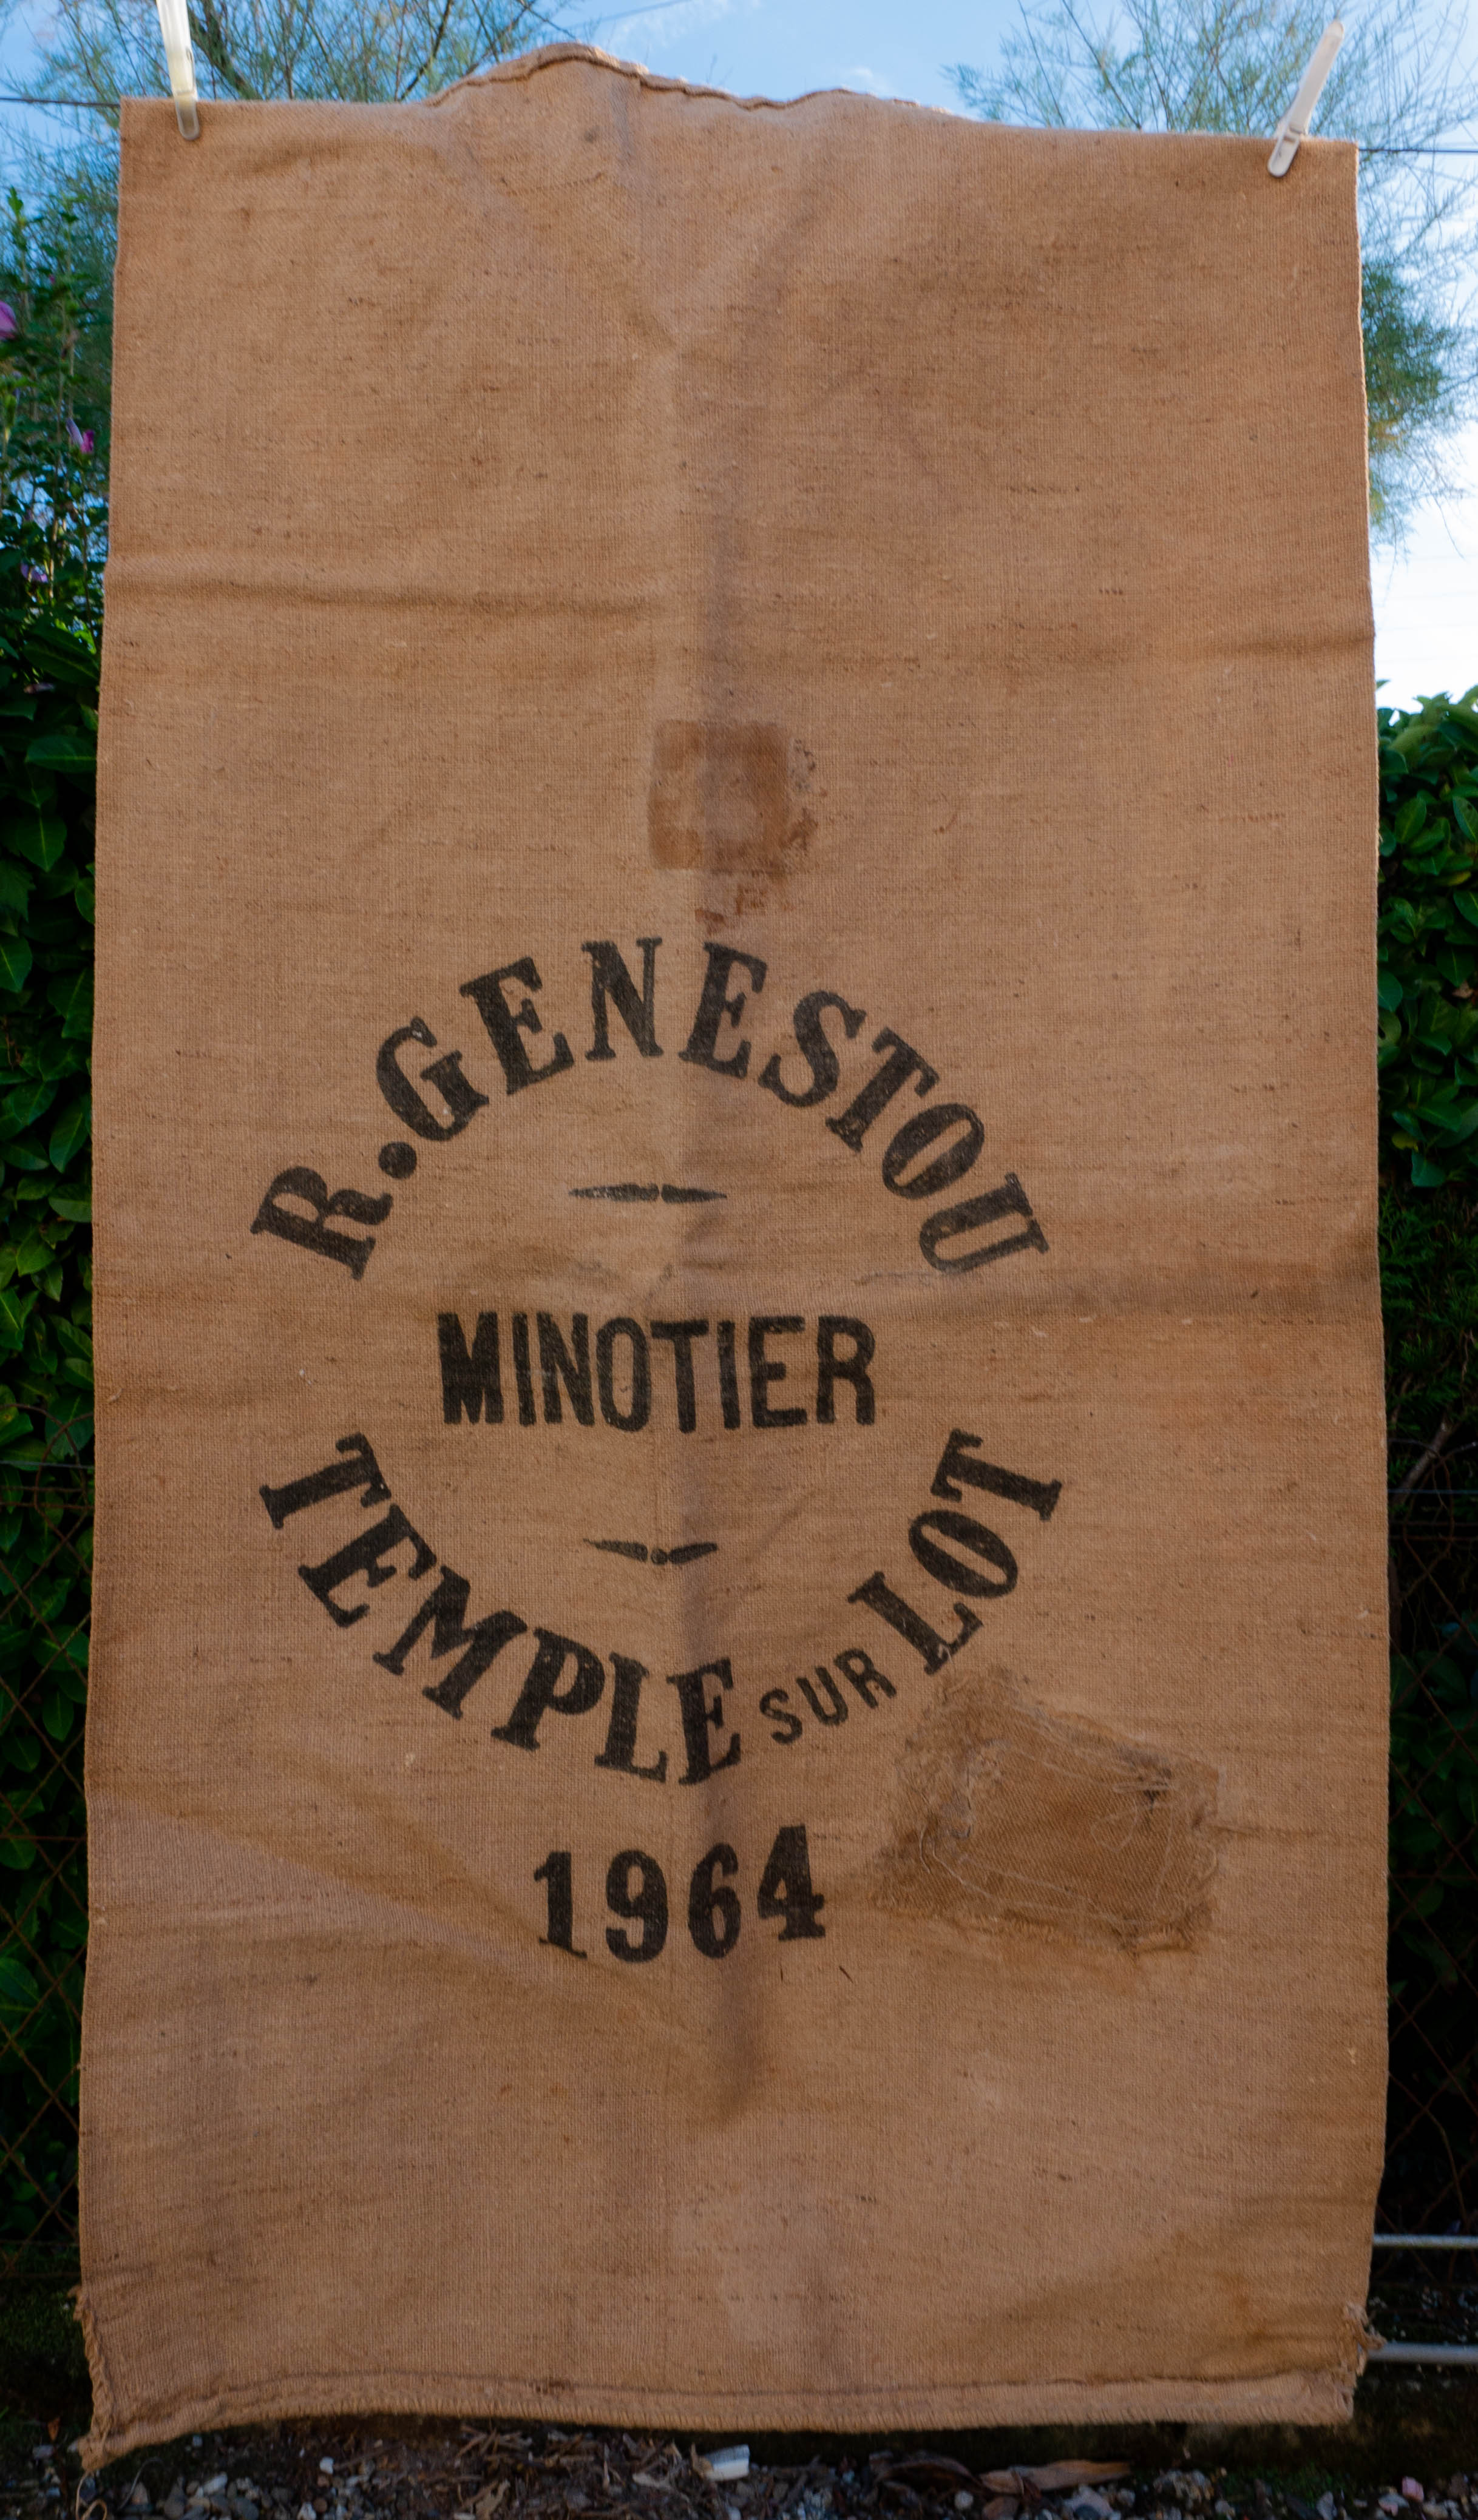 R.GENESTOU
MINOTIER
TEMPLE SUR LOT
1964